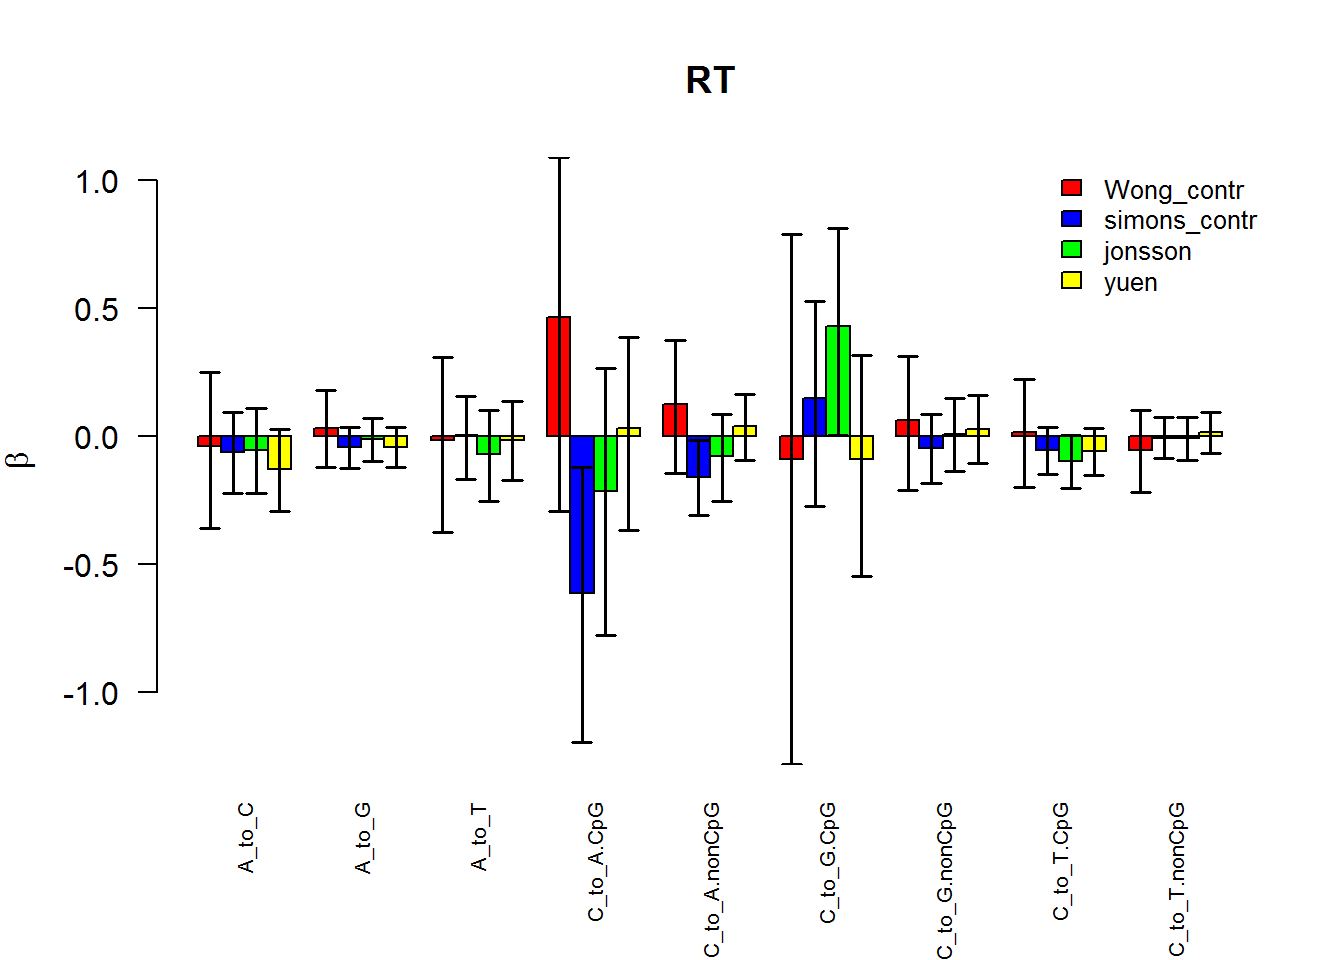 RT
1.0
0.5
0.0
-0.5
-1.0
β
Wong_contr
simons_contr
jonsson
yuen
A_to_C
A_to_G
A_to_T
C_to_A.CpG
C_to_A.nonCpG
C_to_G.CpG
C_to_G.nonCpG
C_to_T.CpG
C_to_T.nonCpG